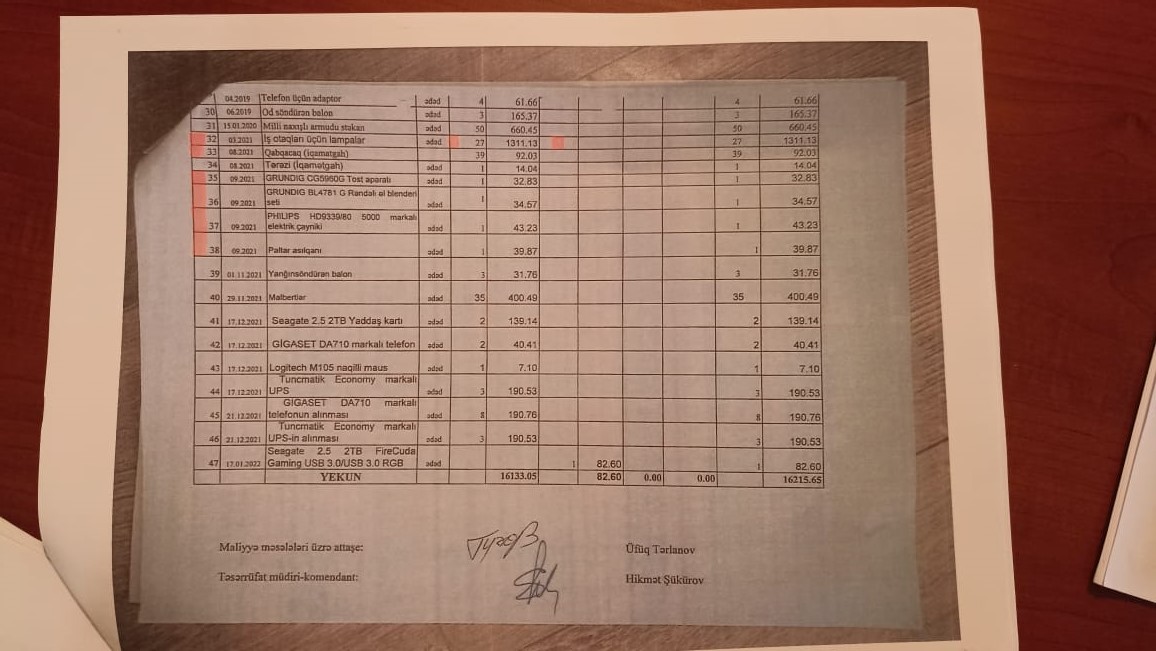 04.2019 Telefon üçün adaptor ədəd 4 61.66 4 61.66
30 06.2019 Od söndürən balon ədəd 3 165.37 3 165.37
31 15.01.2020 Milli naxışlı armudu stakan ədəd 50 660.45 50 660.45
32 03.2021 İş otaqları üçün lampalar ədəd 27 1311.13 27 1311.13
33 08.2021 Qabqacaq (iqamətgah) 39 92.03 39 92.03
34 08.2021 Tərəzi (iqamətgah) ədəd 1 14.04 1 14.04
35 09.2021 GRUNDIG CG5960G Tost aparatı ədəd 1 32.83 1 32.83
GRUNDIG BL4781 G Randalı əl blenderi
36 09.2021 seti 1 34.57 1 34.57
PHILIPS HD9339/80 5000 markalı
37 09.2021 elektrik çayniki ədəd 1 43.23 1 43.23
38 09.2021 Paltar asılqanı ədəd 1 39.87 1 39.87
39 01.11.2021 Yanğınsöndürən balon ədəd 3 31.76 3 31.76
40 29.11.2021 Malbertlər ədəd 35 400.49 35 400.49
41 17.12.2021 Seagate 2.5 2TB Yaddaş kartı ədəd 2 139.14 2 139.14
42 17.12.2021 GİGASET DA710 markalı telefon ədəd 2 40.41 2 40.41
43 17.12.2021 Logitech M105 naqilli maus ədəd 1 7.10 1 7.10
Tuncmatik Economy markalı
44 17.12.2021 UPS ədəd 3 190.53 3 190.53
GIGASET DA710 markalı
45 21.12.2021 telefonun alınması ədəd 8 190.76 8 190.76
Tuncmatik Economy markalı
46 21.12.2021 UPS-in alınması ədəd 3 190.53 3 190.53
Seagate 2.5 2TB FireCuda
47 17.01.2022 Gaming USB 3.0/USB 3.0 RGB ədəd 1 82.60 1 82.60
YEKUN 16133.05 82.60 0.00 0.00 16215.65
Maliyyə məsələləri üzrə attaşe: Üfüq Tərlanov
Təsərrüfat müdiri-komendant: Hikmət Şükürov